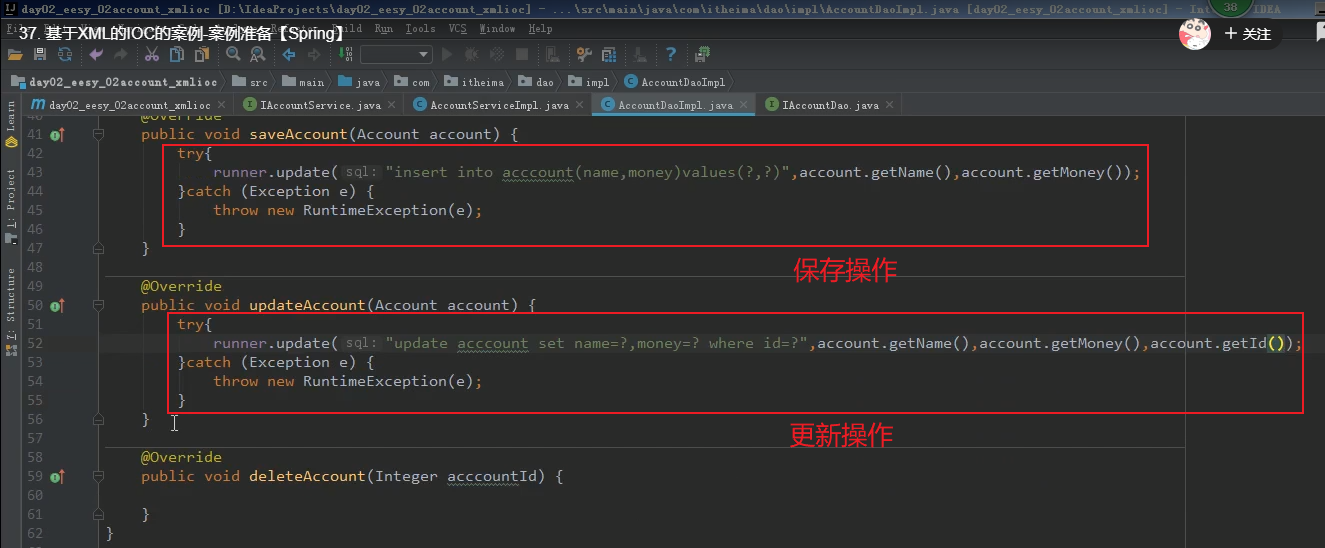 day02_eesy_02account_xmlioc [D:\IdeaProjects\day02_eesy_02account_xmlioc] - ...\src\main\java\com\itheima\dao\impl\AccountDaoImpl.java [day02_eesy_02account_xmlioc] - IntelliJ IDEA
38
37. 基于XML的IOC的案例-案例准备【Spring】
Run Tools VCS Window Help
关注
day02_eesy_02account_xmlioc src main java com itheima dao impl AccountDaoImpl
day02_eesy_02account_xmlioc IAccountService.java AccountServiceImpl.java AccountDaoImpl.java IAccountDao.java
Learn
1: Project
7: Structure
40 @Override
41 public void saveAccount(Account account) {
42 try{
43 runner.update( sql: "insert into acccount(name,money)values(?,?)",account.getName(),account.getMoney());
44 }catch (Exception e) {
45 throw new RuntimeException(e);
46 }
47 }
保存操作
48
49 @Override
50 public void updateAccount(Account account) {
51 try{
52 runner.update( sql: "update acccount set name=?,money=? where id=?",account.getName(),account.getMoney(),account.getId());
53 }catch (Exception e) {
54 throw new RuntimeException(e);
55 }
56 }
更新操作
57
58 @Override
59 public void deleteAccount(Integer acccountId) {
60
61 }
62 }